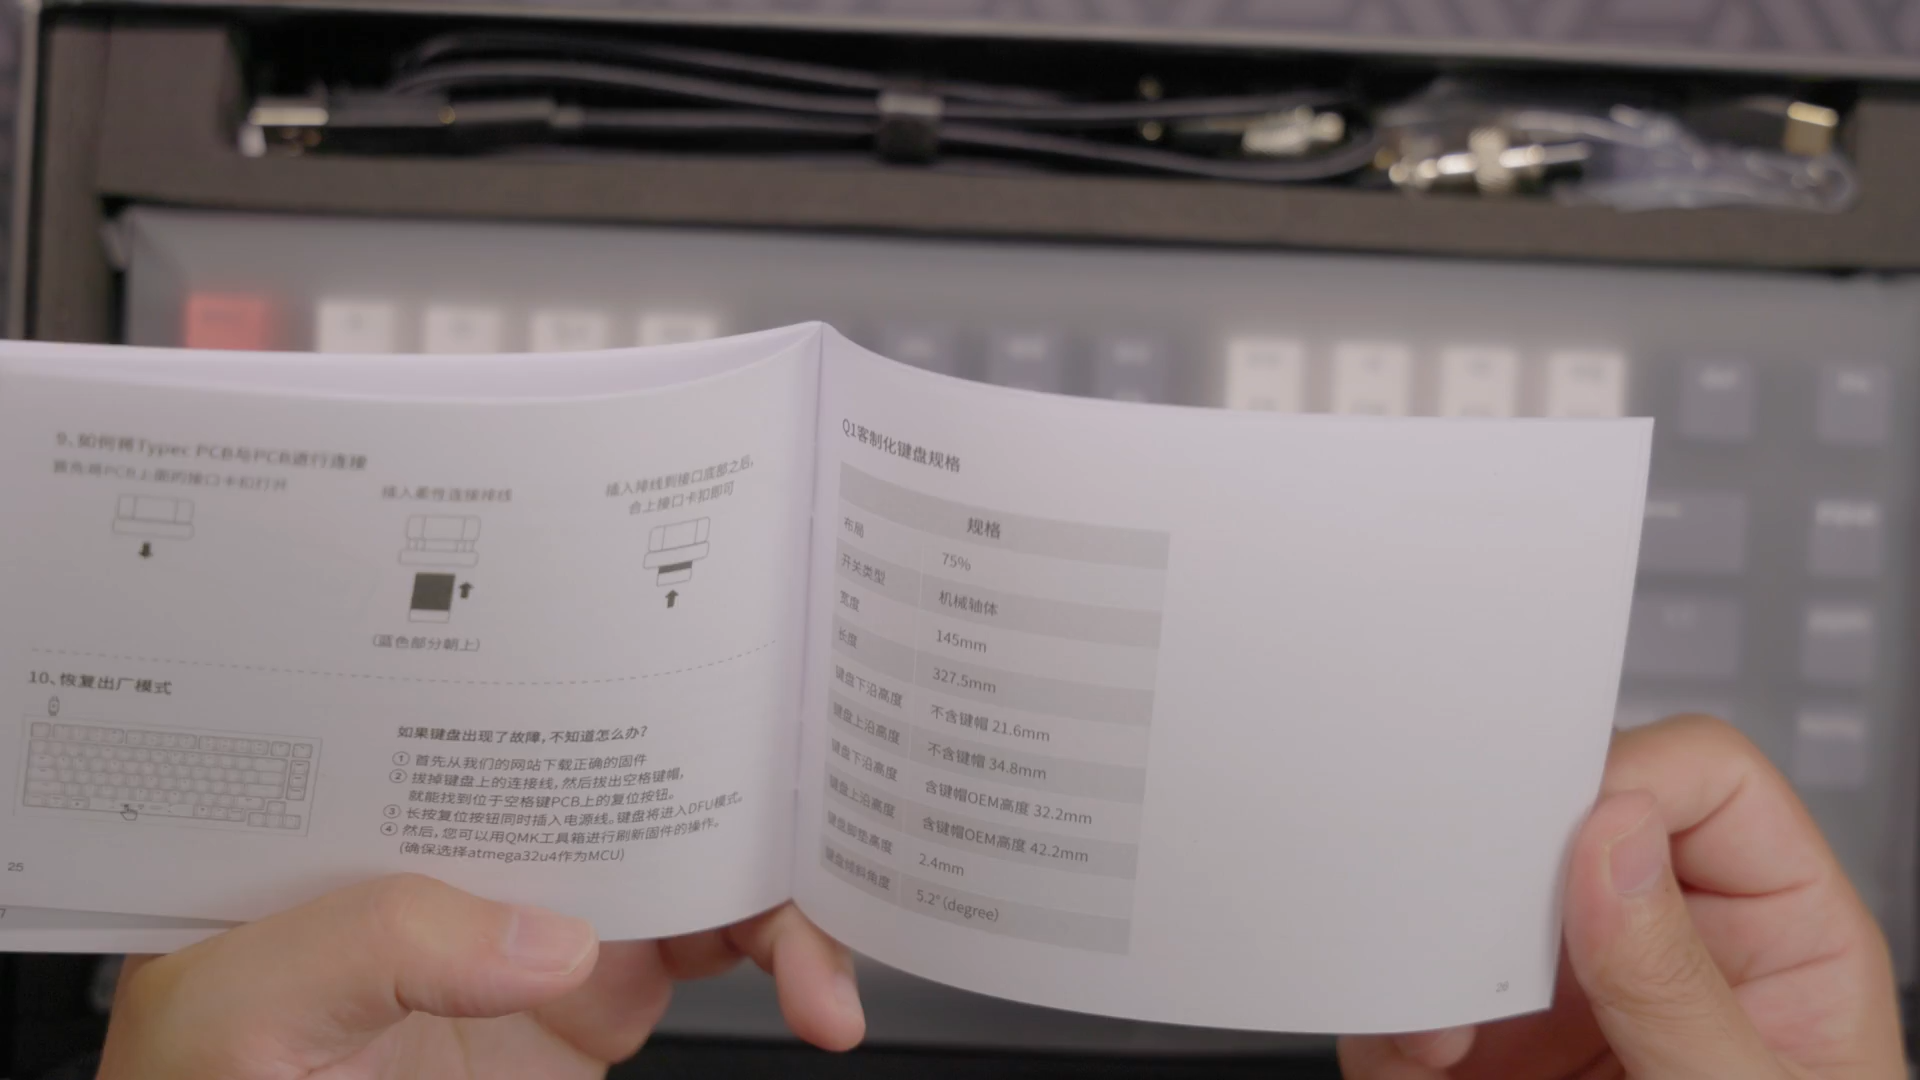 9、如何将Typec PCB与PCB进行连接
首先将PCB上面的接口卡扣打开
插入柔性连接排线
(蓝色部分朝上)
插入排线到接口底部之后,
合上接口卡扣即可
10、恢复出厂模式
如果键盘出现了故障,不知道怎么办?
① 首先从我们的网站下载正确的固件
② 拔掉键盘上的连接线,然后拔出空格键帽,
就能找到位于空格键PCB上的复位按钮。
③ 长按复位按钮同时插入电源线。键盘将进入DFU模式。
④ 然后,您可以用QMK工具箱进行刷新固件的操作。
(确保选择atmega32u4作为MCU)
25
7
Q1客制化键盘规格
规格
布局 75%
开关类型 机械轴体
宽度 145mm
长度 327.5mm
键盘下沿高度 不含键帽 21.6mm
键盘上沿高度 不含键帽 34.8mm
键盘下沿高度 含键帽OEM高度 32.2mm
键盘上沿高度 含键帽OEM高度 42.2mm
键盘脚垫高度 2.4mm
键盘倾斜角度 5.2°(degree)
26